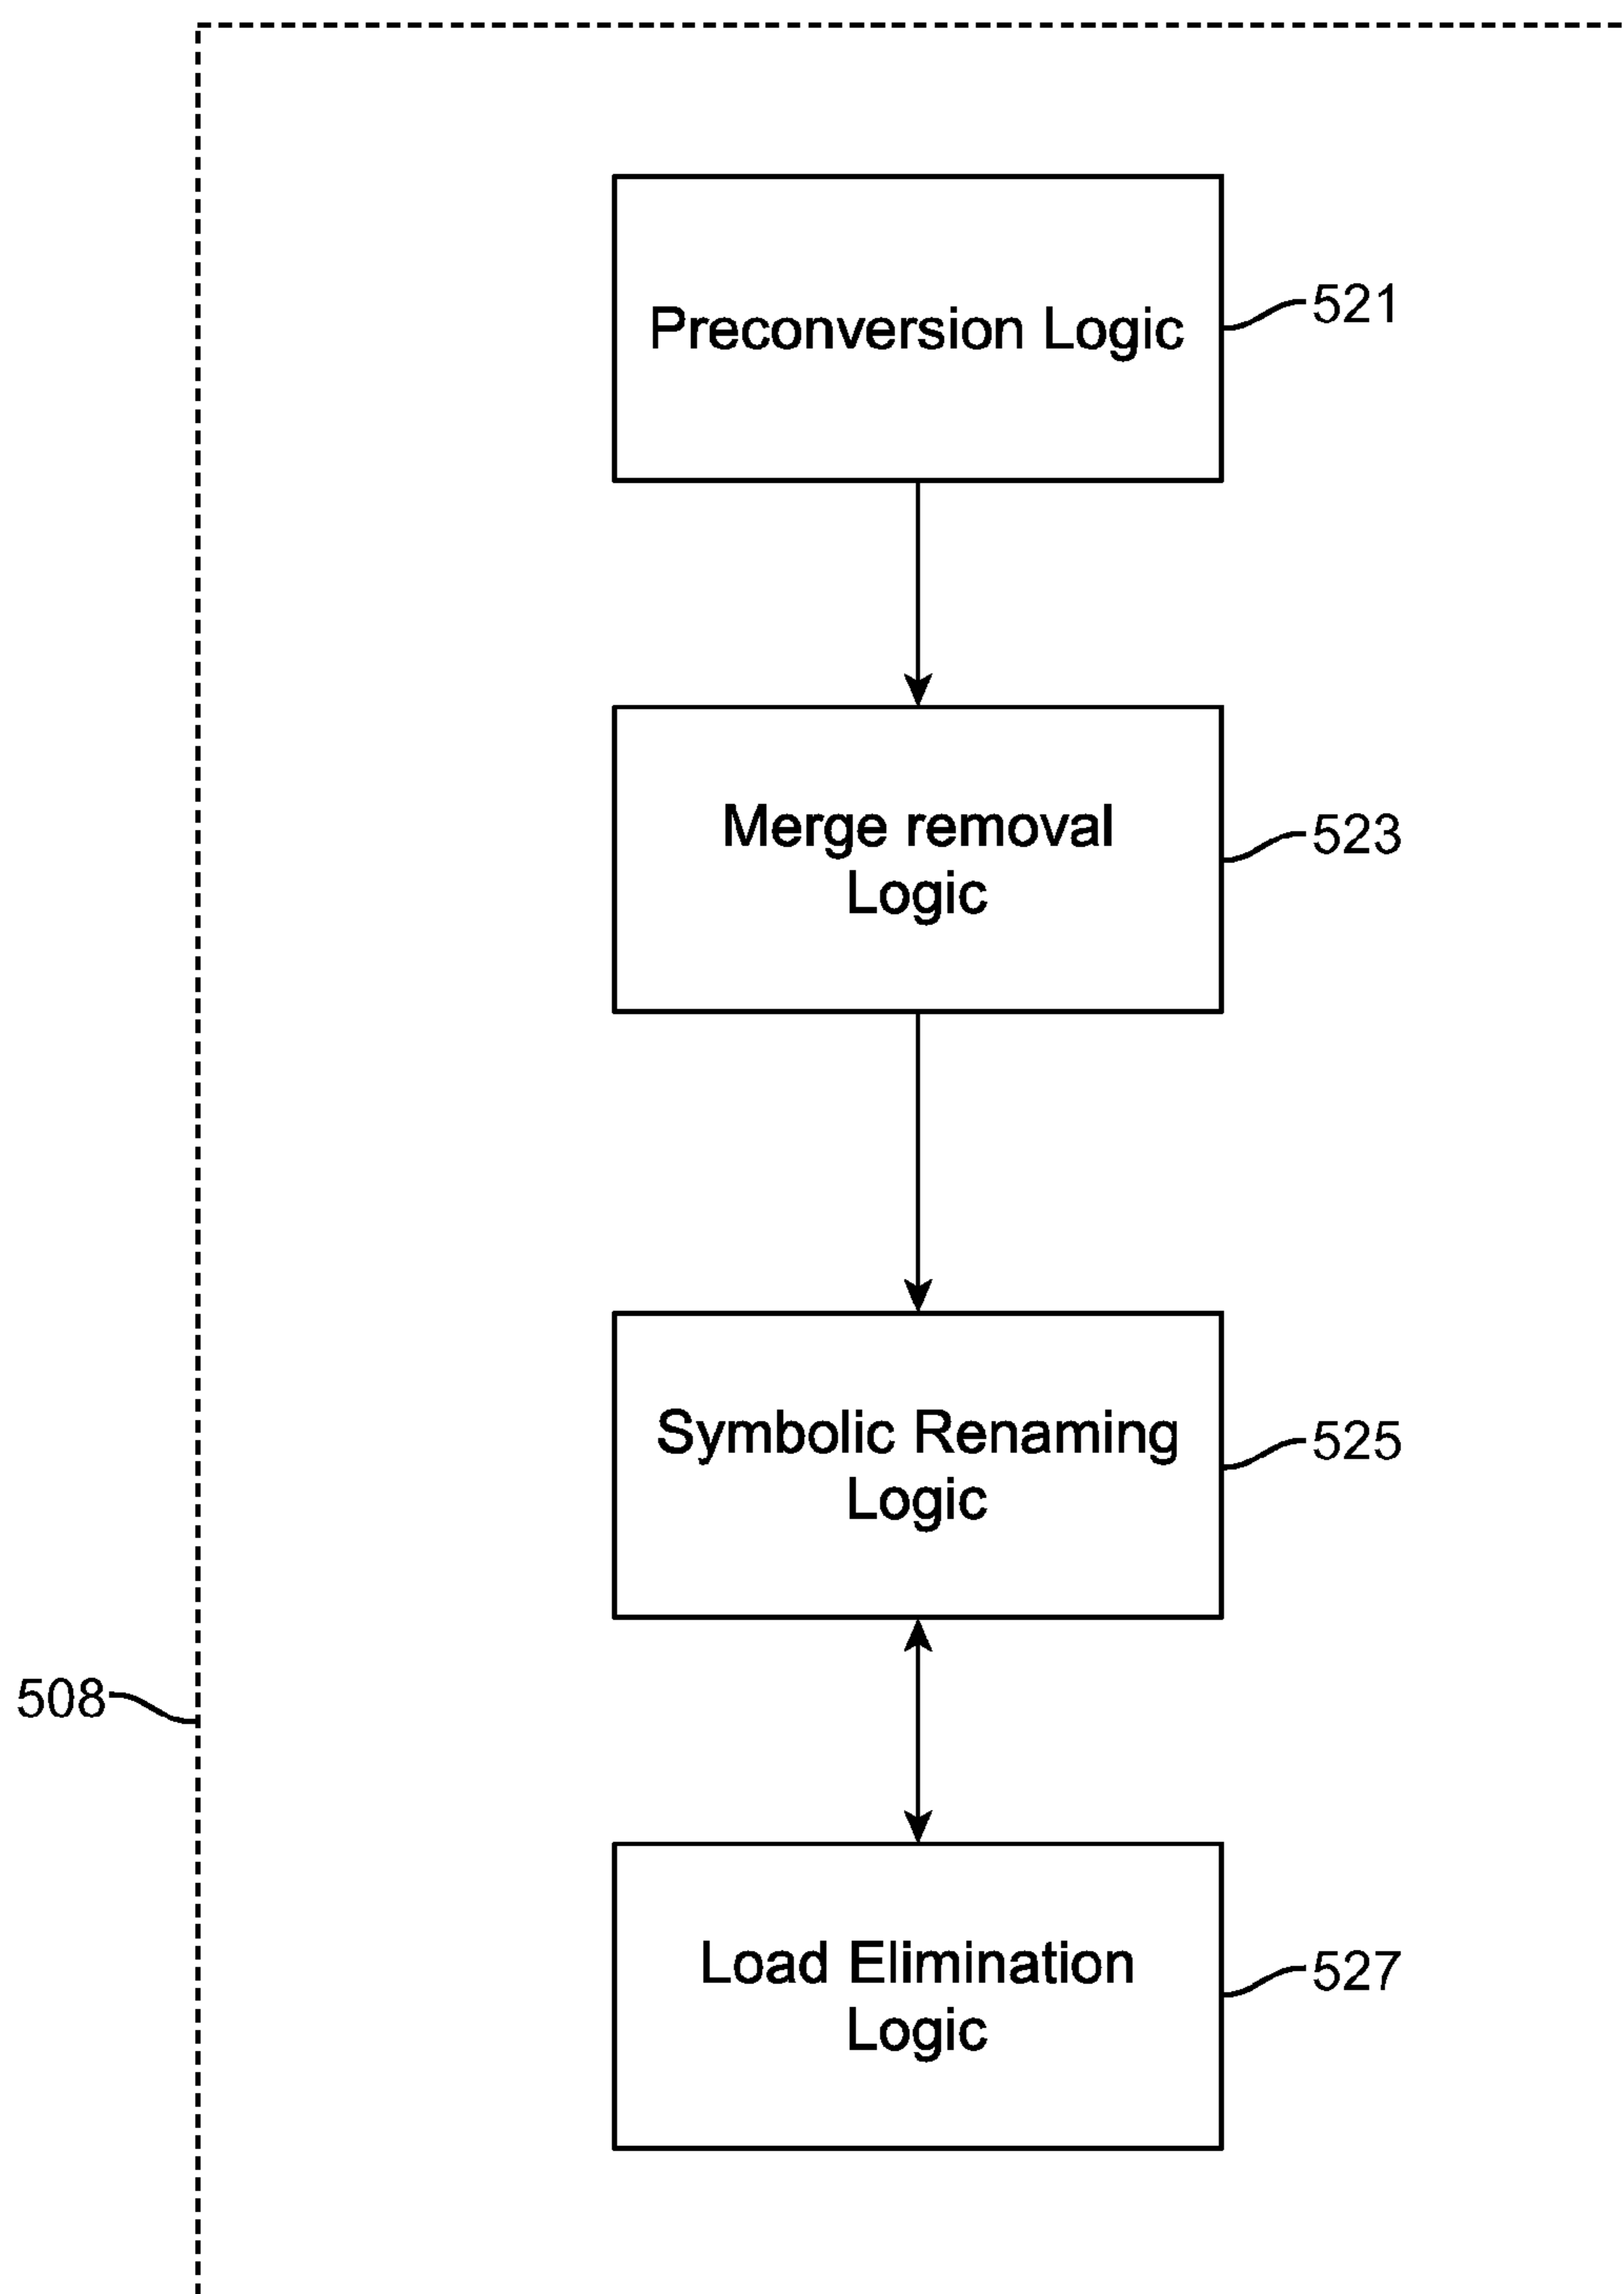 Preconversion Logic
521
Merge removal
Logic
523
Symbolic Renaming
Logic
525
508
Load Elimination
Logic
527